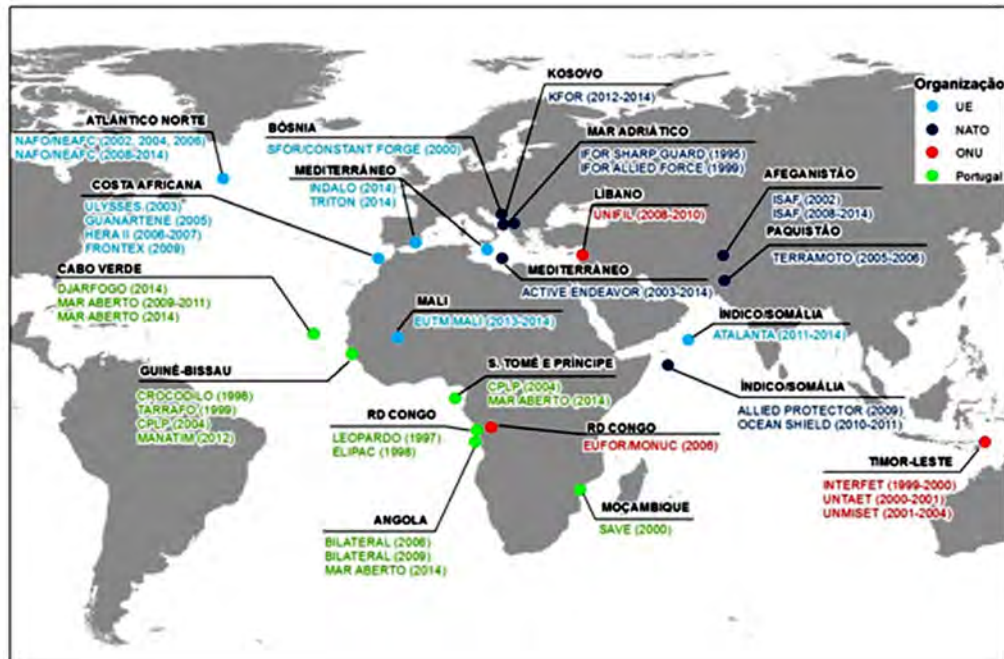 Organização
UE
NATO
ONU
Portugal
KOSOVO
KFOR (2012-2014)
ATLÂNTICO NORTE
NAFO/NEAFC (2002, 2004, 2006)
NAFO/NEAFC (2008-2014)
BÓSNIA
SFOR/CONSTANT FORGE (2000)
MAR ADRIÁTICO
IFOR SHARP GUARD (1995)
IFOR ALLIED FORCE (1999)
MEDITERRÂNEO
INDALO (2014)
TRITON (2014)
COSTA AFRICANA
ULYSSES (2003)
GUANARTENE (2005)
HERA II (2006-2007)
FRONTEX (2009)
LÍBANO
UNIFIL (2008-2010)
AFEGANISTÃO
ISAF (2002)
ISAF (2008-2014)
PAQUISTÃO
TERRAMOTO (2005-2006)
CABO VERDE
DJARFOGO (2014)
MAR ABERTO (2009-2011)
MAR ABERTO (2014)
MEDITERRÂNEO
ACTIVE ENDEAVOR (2003-2014)
MALI
EUTM MALI (2013-2014)
ÍNDICO/SOMÁLIA
ATALANTA (2011-2014)
GUINÉ-BISSAU
CROCODILO (1998)
TARRAFO (1999)
CPLP (2004)
MANATIM (2012)
S. TOMÉ E PRÍNCIPE
CPLP (2004)
MAR ABERTO (2014)
ÍNDICO/SOMÁLIA
ALLIED PROTECTOR (2009)
OCEAN SHIELD (2010-2011)
RD CONGO
LEOPARDO (1997)
ELIPAC (1998)
RD CONGO
EUFOR/MONUC (2006)
TIMOR-LESTE
INTERFET (1999-2000)
UNTAET (2000-2001)
UNMISET (2001-2004)
ANGOLA
BILATERAL (2006)
BILATERAL (2009)
MAR ABERTO (2014)
MOÇAMBIQUE
SAVE (2000)